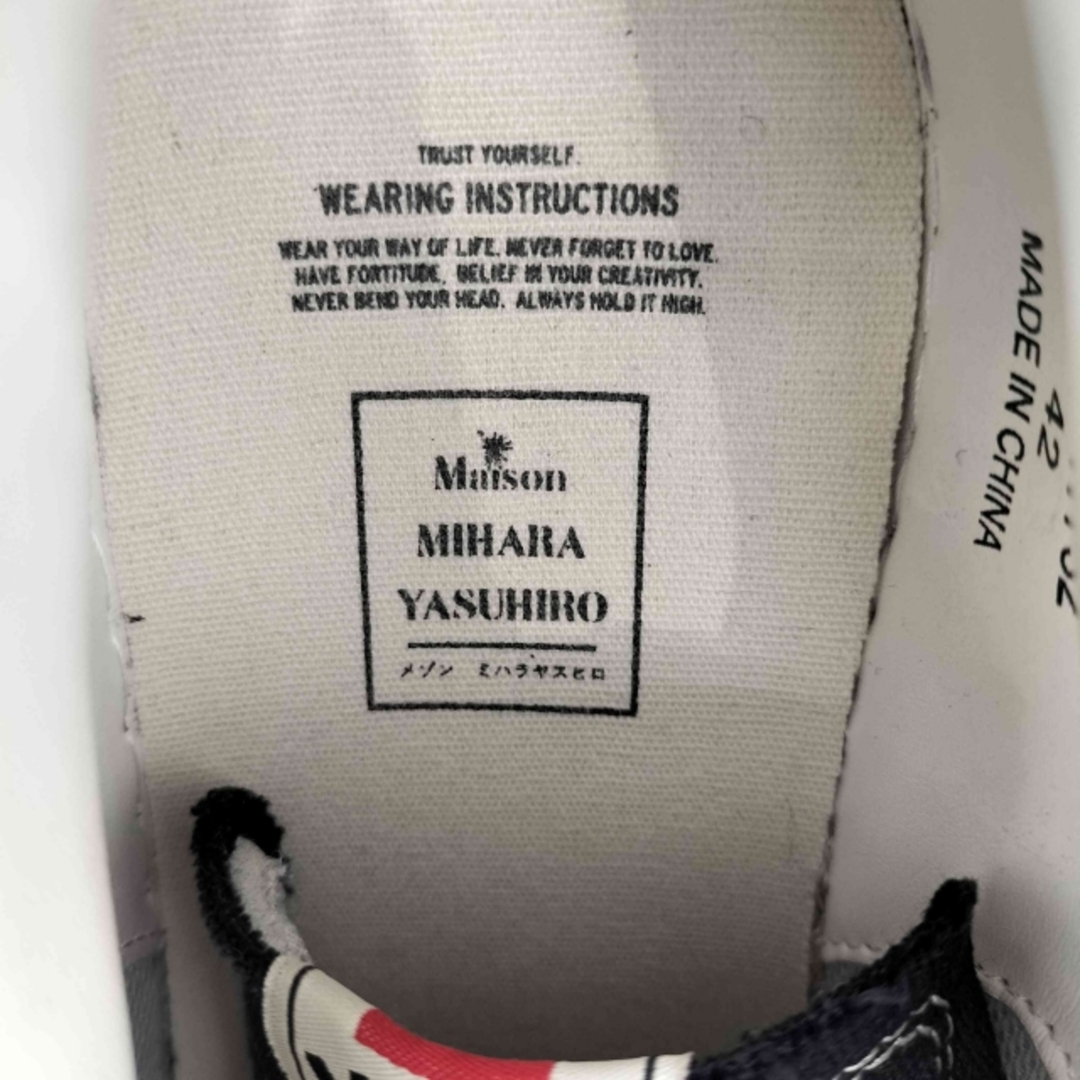 TRUST YOURSELF.
WEARING INSTRUCTIONS
WEAR YOUR WAY OF LIFE. NEVER FORGET TO LOVE.
HAVE FORTITUDE, BELIEF IN YOUR CREATIVITY.
NEVER BEND YOUR HEAD. ALWAYS HOLD IT HIGH.
Maison
MIHARA
YASUHIRO
メゾン ミハラヤスヒロ
42
MADE IN CHINA